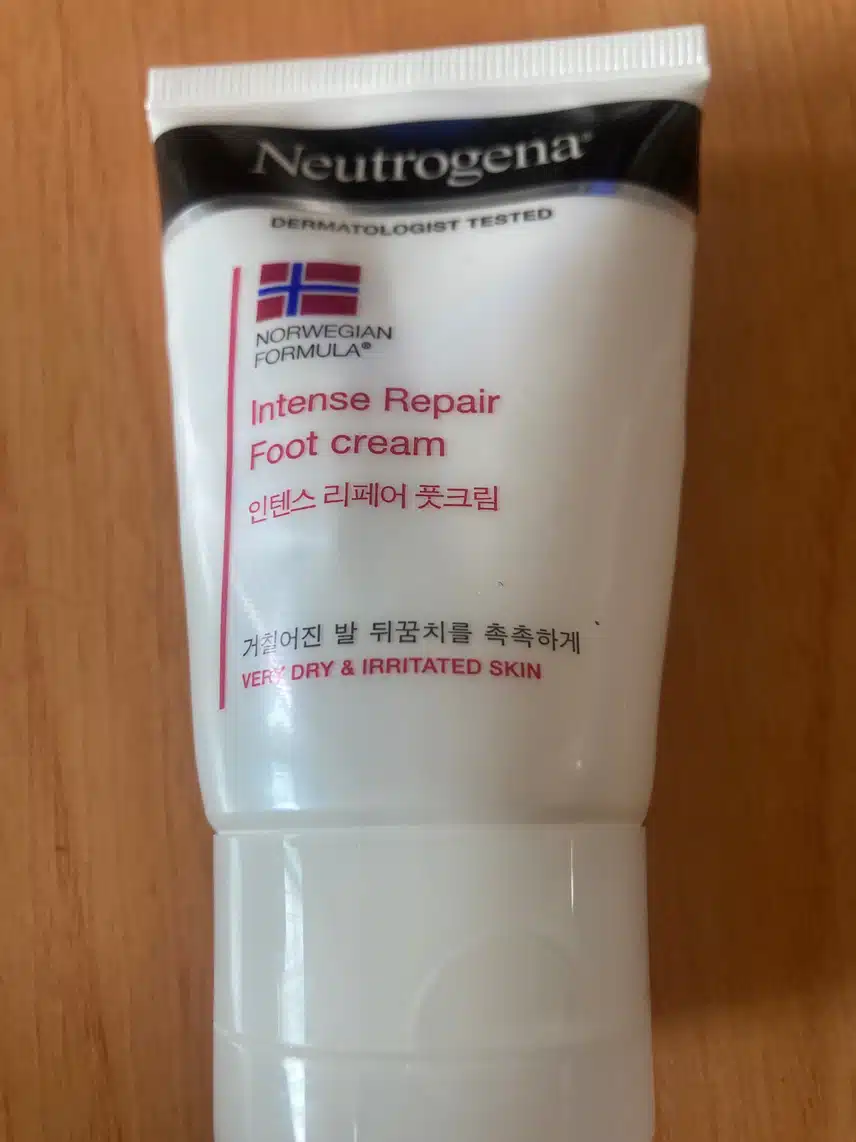 Neutrogena®
DERMATOLOGIST TESTED
NORWEGIAN
FORMULA®
Intense Repair
Foot cream
인텐스 리페어 풋크림
거칠어진 발 뒤꿈치를 촉촉하게
VERY DRY & IRRITATED SKIN